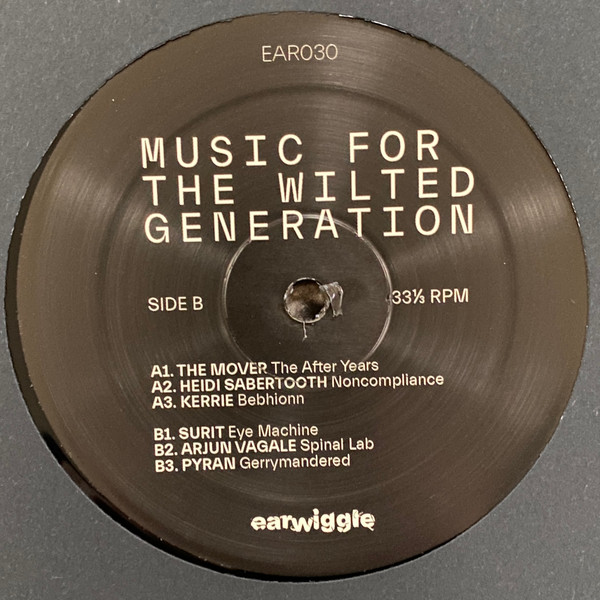 EAR030
MUSIC FOR
THE WILTED
GENERATION
SIDE B
33⅓ RPM
A1. THE MOVER The After Years
A2. HEIDI SABERTOOTH Noncompliance
A3. KERRIE Bebhionn
B1. SURIT Eye Machine
B2. ARJUN VAGALE Spinal Lab
B3. PYRAN Gerrymandered
earwiggle